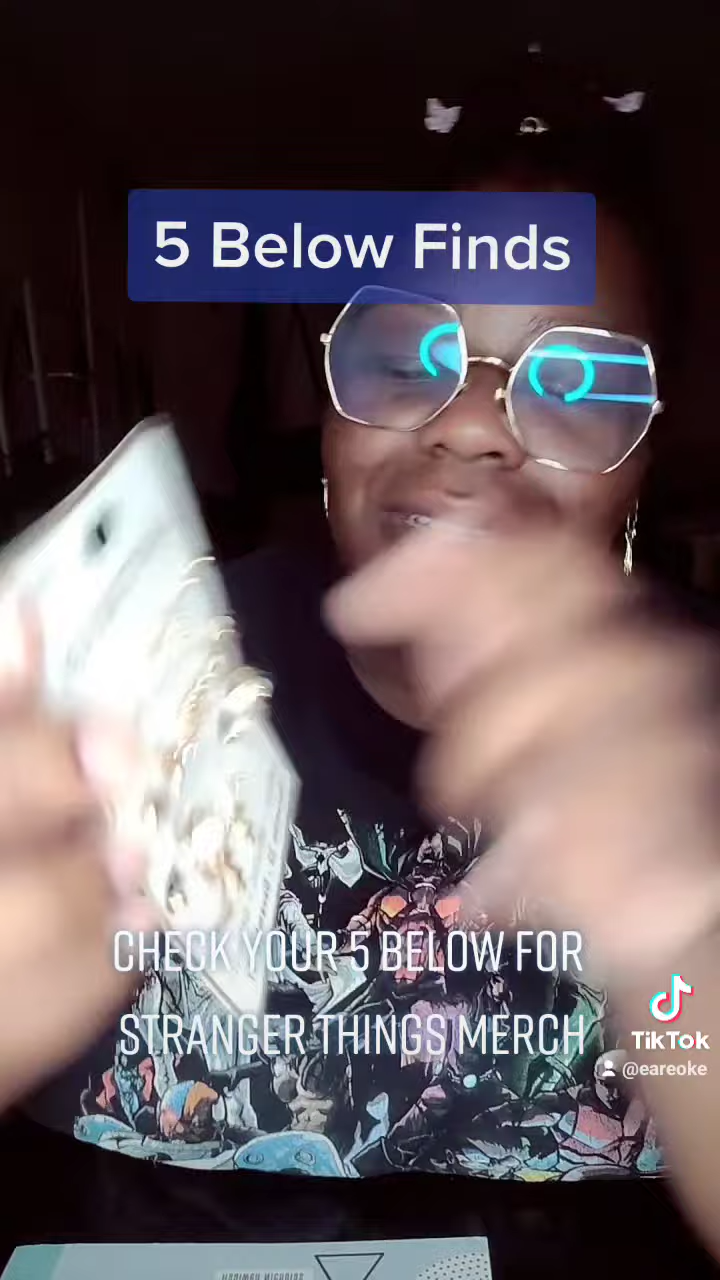 5 Below Finds
CHECK YOUR 5 BELOW FOR
STRANGER THINGS MERCH
TikTok
@eareoke